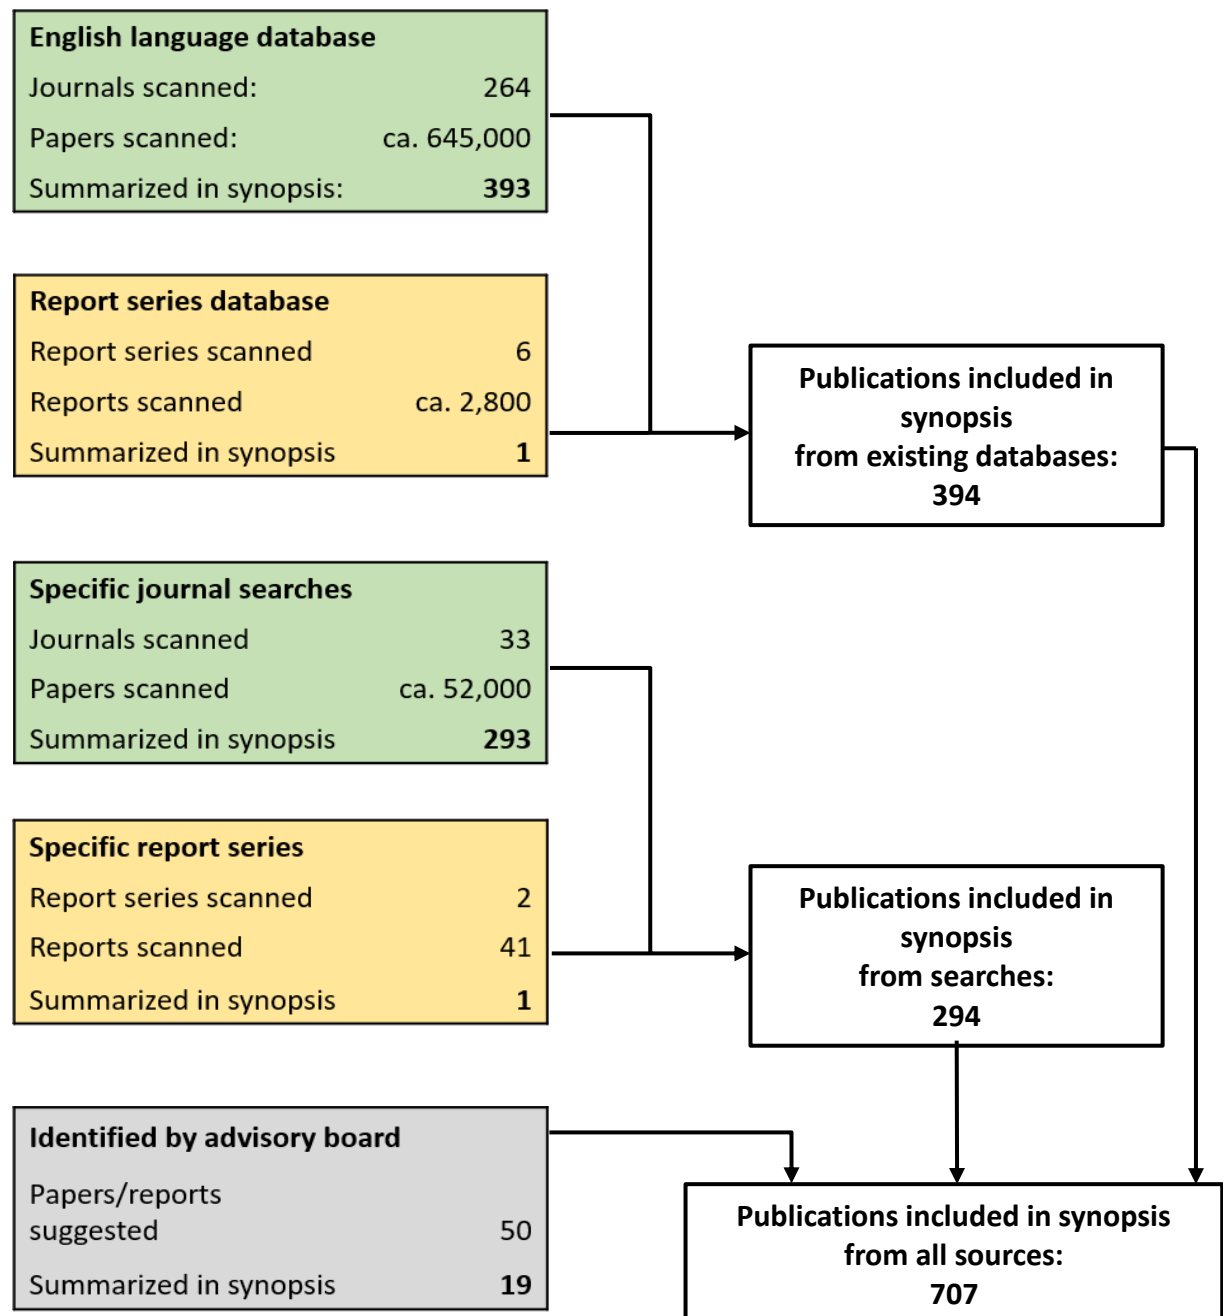 English language database
Journals scanned: 264
Papers scanned: ca. 645,000
Summarized in synopsis: 393
Report series database
Report series scanned 6
Reports scanned ca. 2,800
Summarized in synopsis 1
Publications included in
synopsis
from existing databases:
394
Specific journal searches
Journals scanned 33
Papers scanned ca. 52,000
Summarized in synopsis 293
Specific report series
Report series scanned 2
Reports scanned 41
Summarized in synopsis 1
Publications included in
synopsis
from searches:
294
Identified by advisory board
Papers/reports
suggested 50
Summarized in synopsis 19
Publications included in synopsis
from all sources:
707